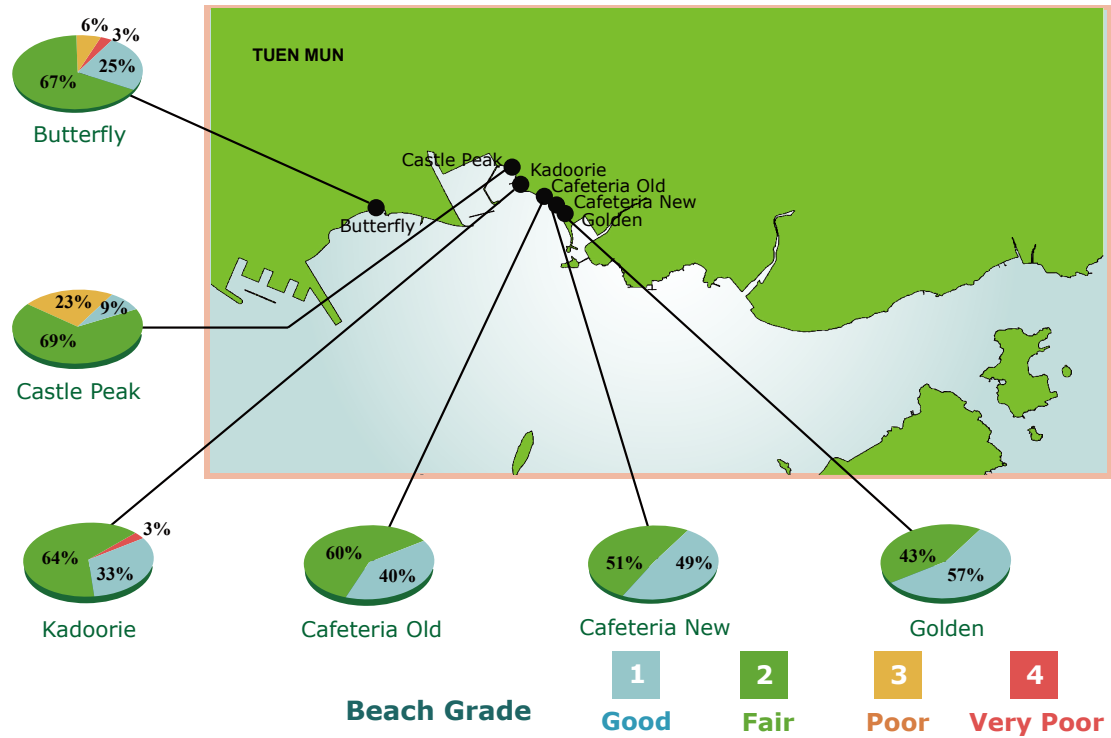 6%
3%
25%
67%
Butterfly
TUEN MUN
Castle Peak
Kadoorie
Cafeteria Old
Cafeteria New
Golden
Butterfly
23%
9%
69%
Castle Peak
3%
64%
33%
Kadoorie
60%
40%
Cafeteria Old
51%
49%
Cafeteria New
43%
57%
Golden
Beach Grade
1
Good
2
Fair
3
Poor
4
Very Poor